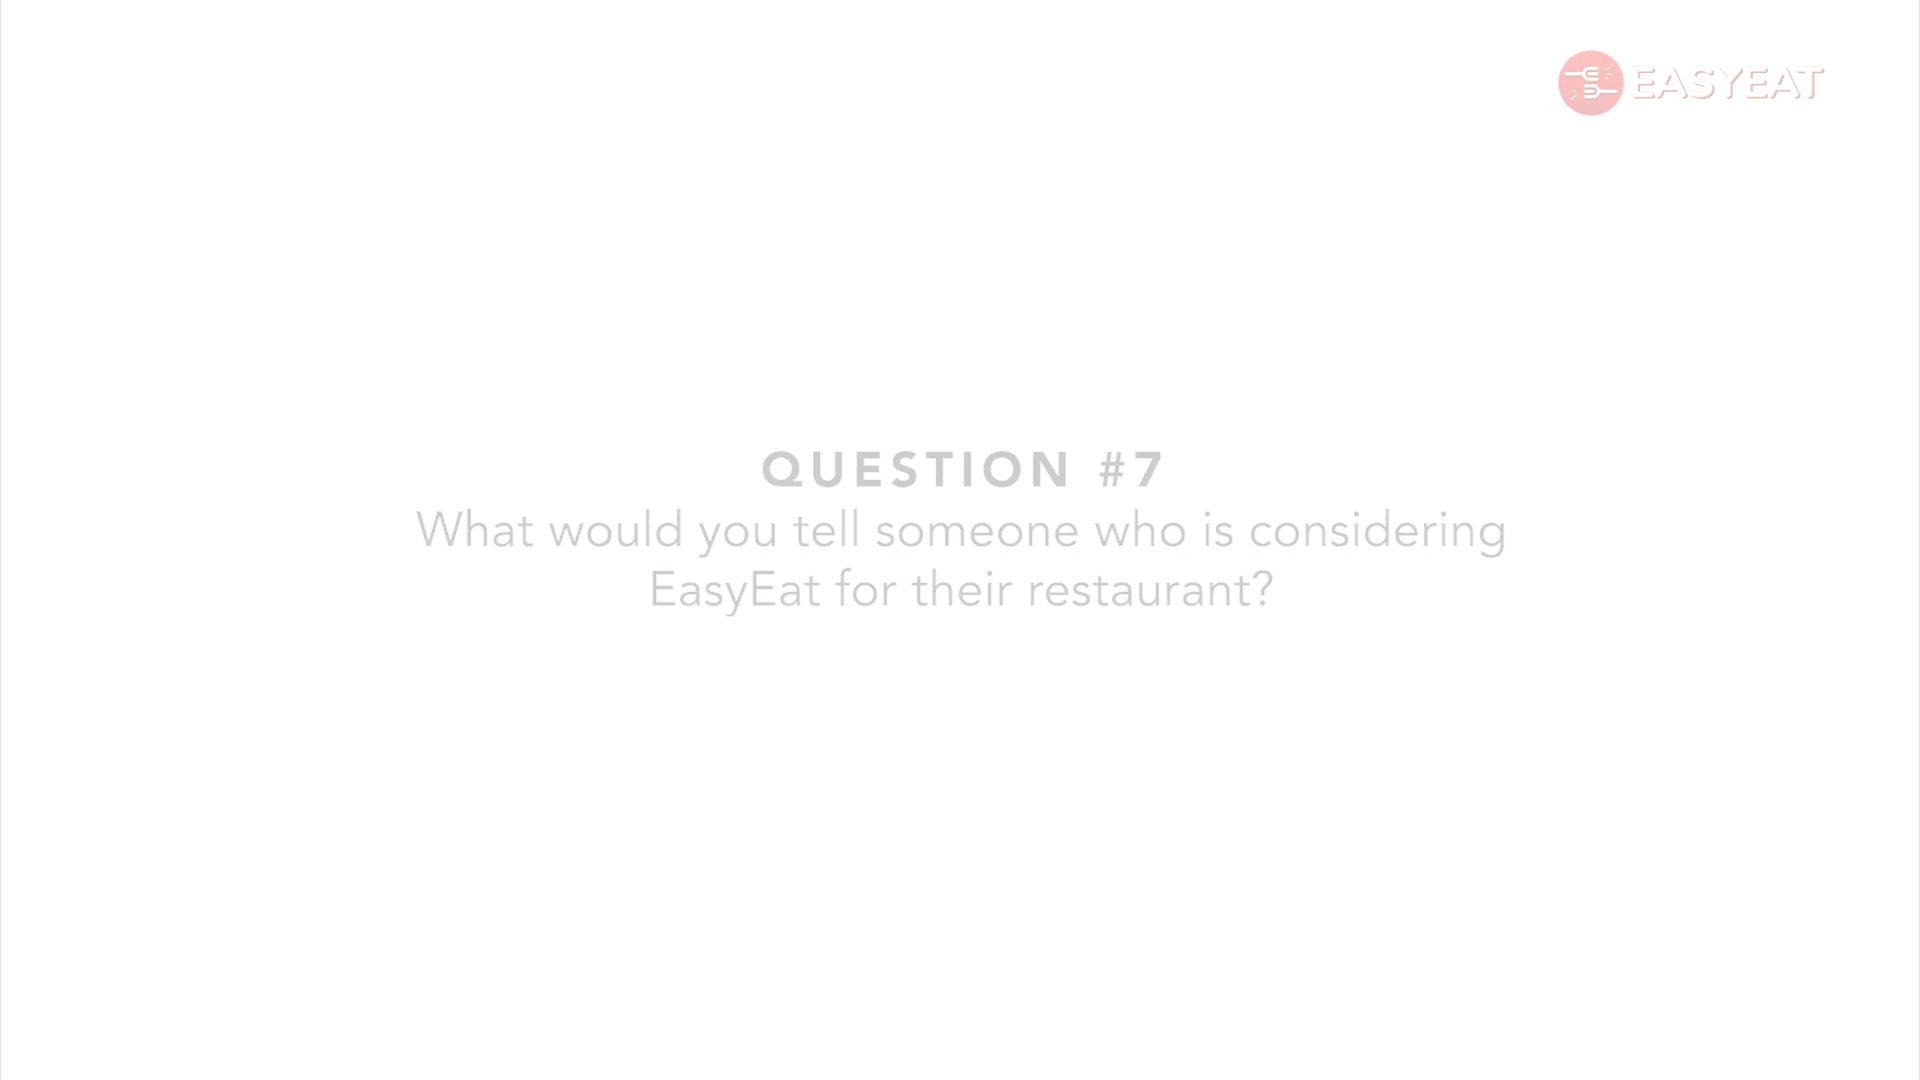 EASYEAT
QUESTION #7
What would you tell someone who is considering
EasyEat for their restaurant?